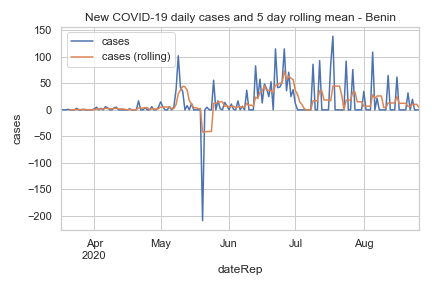 New COVID-19 daily cases and 5 day rolling mean - Benin
cases
cases (rolling)
150
100
50
0
−50
−100
−150
−200
cases
Apr
2020
May
Jun
Jul
Aug
dateRep